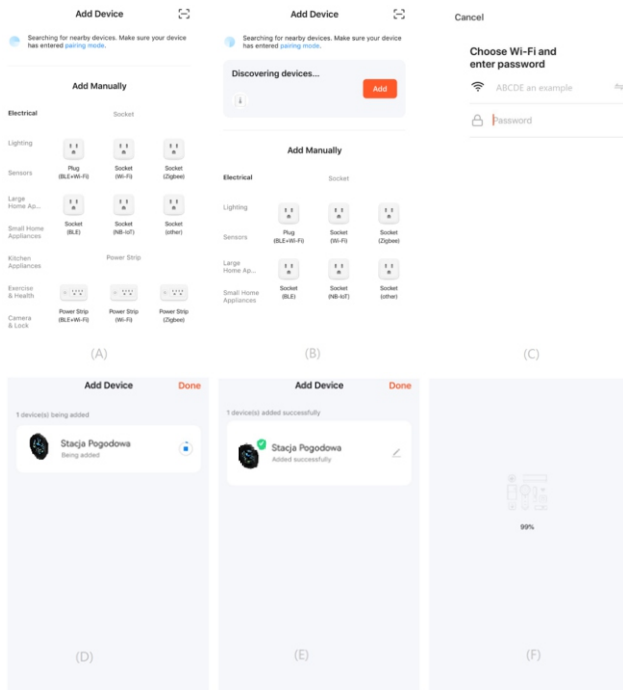 Add Device
Searching for nearby devices. Make sure your device
has entered pairing mode.
Add Manually
Electrical
Socket
Lighting
Sensors
Large
Home Ap...
Small Home
Appliances
Kitchen
Appliances
Exercise
& Health
Camera
& Lock
Plug
(BLE+Wi-Fi)
Socket
(Wi-Fi)
Socket
(Zigbee)
Socket
(BLE)
Socket
(NB-IoT)
Socket
(other)
Power Strip
Power Strip
(BLE+Wi-Fi)
Power Strip
(Wi-Fi)
Power Strip
(Zigbee)
(A)
Add Device
Searching for nearby devices. Make sure your device
has entered pairing mode.
Discovering devices...
Add
Add Manually
Electrical
Socket
Lighting
Sensors
Large
Home Ap...
Small Home
Appliances
Plug
(BLE+Wi-Fi)
Socket
(Wi-Fi)
Socket
(Zigbee)
Socket
(BLE)
Socket
(NB-IoT)
Socket
(other)
(B)
Cancel
Choose Wi-Fi and
enter password
ABCDE an example
Password
(C)
Add Device
Done
1 device(s) being added
Stacja Pogodowa
Being added
(D)
Add Device
Done
1 device(s) added successfully
Stacja Pogodowa
Added successfully
(E)
99%
(F)